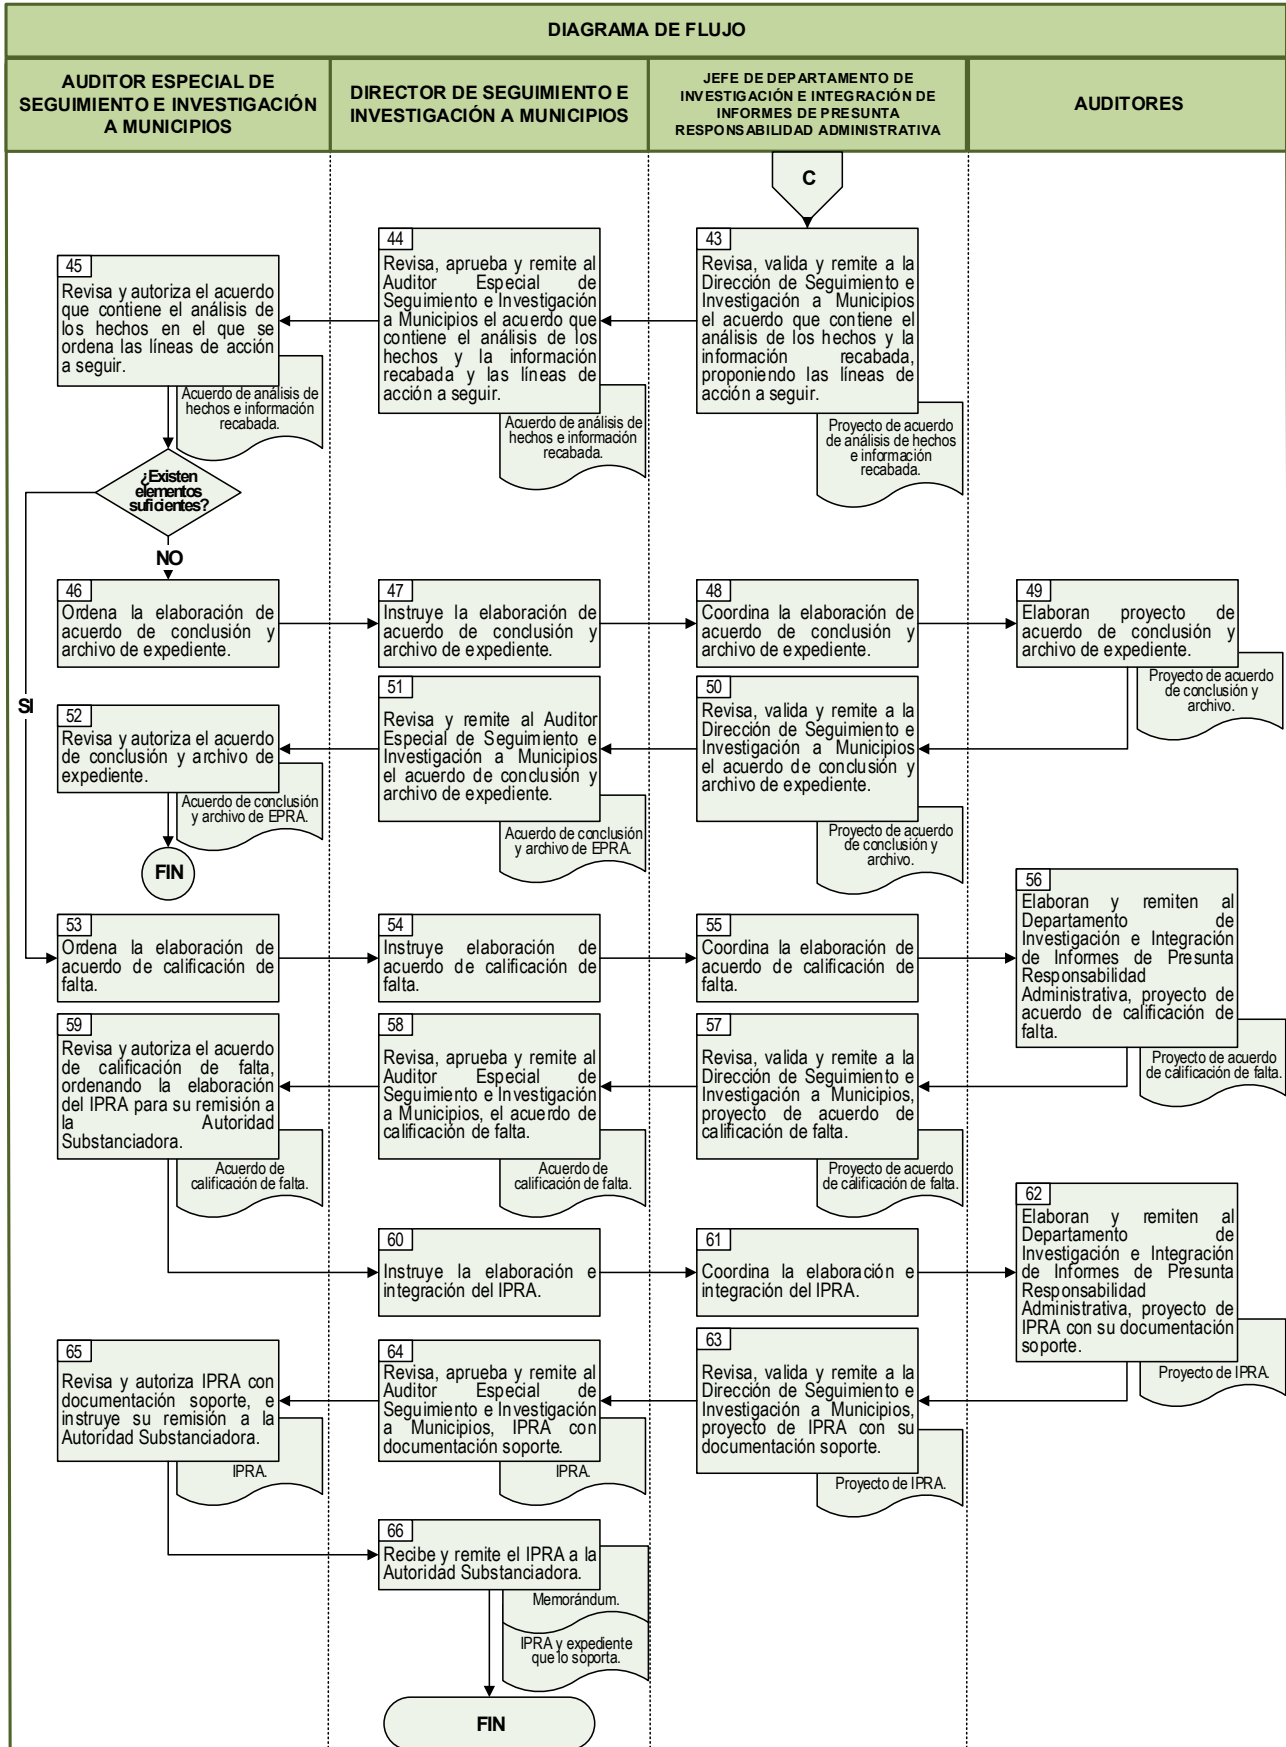 DIAGRAMA DE FLUJO
AUDITOR ESPECIAL DE
SEGUIMIENTO E INVESTIGACIÓN
A MUNICIPIOS
DIRECTOR DE SEGUIMIENTO E
INVESTIGACIÓN A MUNICIPIOS
JEFE DE DEPARTAMENTO DE
INVESTIGACIÓN E INTEGRACIÓN DE
INFORMES DE PRESUNTA
RESPONSABILIDAD ADMINISTRATIVA
AUDITORES
C
43
Revisa, valida y remite a la
Dirección de Seguimiento e
Investigación a Municipios
el acuerdo que contiene el
análisis de los hechos y la
información recabada,
proponiendo las líneas de
acción a seguir.
Proyecto de acuerdo
de análisis de hechos
e información
recabada.
44
Revisa, aprueba y remite al
Auditor Especial de
Seguimiento e Investigación
a Municipios el acuerdo que
contiene el análisis de los
hechos y la información
recabada y las líneas de
acción a seguir.
Acuerdo de análisis de
hechos e información
recabada.
45
Revisa y autoriza el acuerdo
que contiene el análisis de
los hechos en el que se
ordena las líneas de acción
a seguir.
Acuerdo de análisis de
hechos e información
recabada.
¿Existen
elementos
suficientes?
NO
SI
46
Ordena la elaboración de
acuerdo de conclusión y
archivo de expediente.
47
Instruye la elaboración de
acuerdo de conclusión y
archivo de expediente.
48
Coordina la elaboración de
acuerdo de conclusión y
archivo de expediente.
49
Elaboran proyecto de
acuerdo de conclusión y
archivo de expediente.
Proyecto de acuerdo
de conclusión y
archivo.
50
Revisa, valida y remite a la
Dirección de Seguimiento e
Investigación a Municipios
el acuerdo de conclusión y
archivo de expediente.
Proyecto de acuerdo
de conclusión y
archivo.
51
Revisa y remite al Auditor
Especial de Seguimiento e
Investigación a Municipios
el acuerdo de conclusión y
archivo de expediente.
Acuerdo de conclusión
y archivo de EPRA.
52
Revisa y autoriza el acuerdo
de conclusión y archivo de
expediente.
Acuerdo de conclusión
y archivo de EPRA.
FIN
53
Ordena la elaboración de
acuerdo de calificación de
falta.
54
Instruye elaboración de
acuerdo de calificación de
falta.
55
Coordina la elaboración de
acuerdo de calificación de
falta.
56
Elaboran y remiten al
Departamento de
Investigación e Integración
de Informes de Presunta
Responsabilidad
Administrativa, proyecto de
acuerdo de calificación de
falta.
Proyecto de acuerdo
de calificación de falta.
57
Revisa, valida y remite a la
Dirección de Seguimiento e
Investigación a Municipios,
proyecto de acuerdo de
calificación de falta.
Proyecto de acuerdo
de calificación de falta.
58
Revisa, aprueba y remite al
Auditor Especial de
Seguimiento e Investigación
a Municipios, el acuerdo de
calificación de falta.
Acuerdo de
calificación de falta.
59
Revisa y autoriza el acuerdo
de calificación de falta,
ordenando la elaboración
del IPRA para su remisión a
la Autoridad
Substanciadora.
Acuerdo de
calificación de falta.
60
Instruye la elaboración e
integración del IPRA.
61
Coordina la elaboración e
integración del IPRA.
62
Elaboran y remiten al
Departamento de
Investigación e Integración
de Informes de Presunta
Responsabilidad
Administrativa, proyecto de
IPRA con su documentación
soporte.
Proyecto de IPRA.
63
Revisa, valida y remite a la
Dirección de Seguimiento e
Investigación a Municipios,
proyecto de IPRA con su
documentación soporte.
Proyecto de IPRA.
64
Revisa, aprueba y remite al
Auditor Especial de
Seguimiento e Investigación
a Municipios, IPRA con
documentación soporte.
IPRA.
65
Revisa y autoriza IPRA con
documentación soporte, e
instruye su remisión a la
Autoridad Substanciadora.
IPRA.
66
Recibe y remite el IPRA a la
Autoridad Substanciadora.
Memorándum.
IPRA y expediente
que lo soporta.
FIN